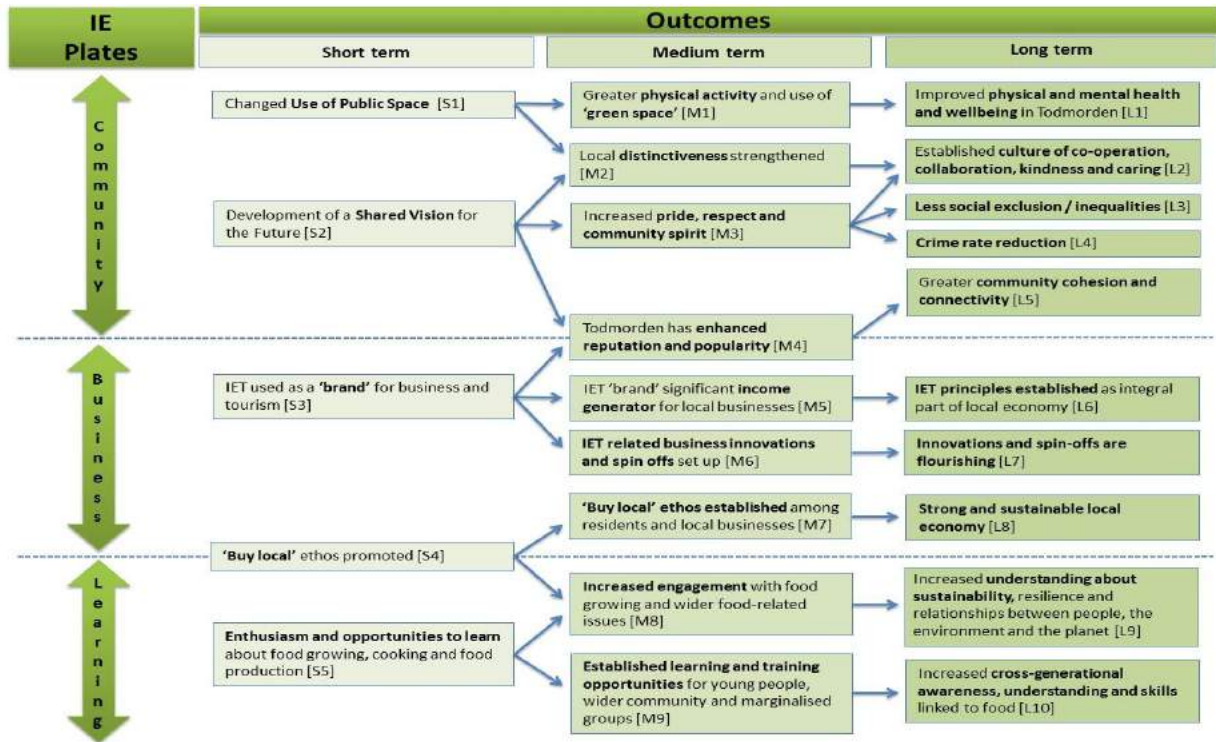 IE
Plates
Outcomes
Short term
Medium term
Long term
Community
Changed Use of Public Space [S1]
Greater physical activity and use of
‘green space’ [M1]
Improved physical and mental health
and wellbeing in Todmorden [L1]
Local distinctiveness strengthened
[M2]
Established culture of co-operation,
collaboration, kindness and caring [L2]
Development of a Shared Vision for
the Future [S2]
Increased pride, respect and
community spirit [M3]
Less social exclusion / inequalities [L3]
Crime rate reduction [L4]
Greater community cohesion and
connectivity [L5]
Todmorden has enhanced
reputation and popularity [M4]
Business
IET used as a ‘brand’ for business and
tourism [S3]
IET ‘brand’ significant income
generator for local businesses [M5]
IET principles established as integral
part of local economy [L6]
IET related business innovations
and spin offs set up [M6]
Innovations and spin-offs are
flourishing [L7]
‘Buy local’ ethos established among
residents and local businesses [M7]
Strong and sustainable local
economy [L8]
‘Buy local’ ethos promoted [S4]
Learning
Increased engagement with food
growing and wider food-related
issues [M8]
Increased understanding about
sustainability, resilience and
relationships between people, the
environment and the planet [L9]
Enthusiasm and opportunities to learn
about food growing, cooking and food
production [S5]
Established learning and training
opportunities for young people,
wider community and marginalised
groups [M9]
Increased cross-generational
awareness, understanding and skills
linked to food [L10]